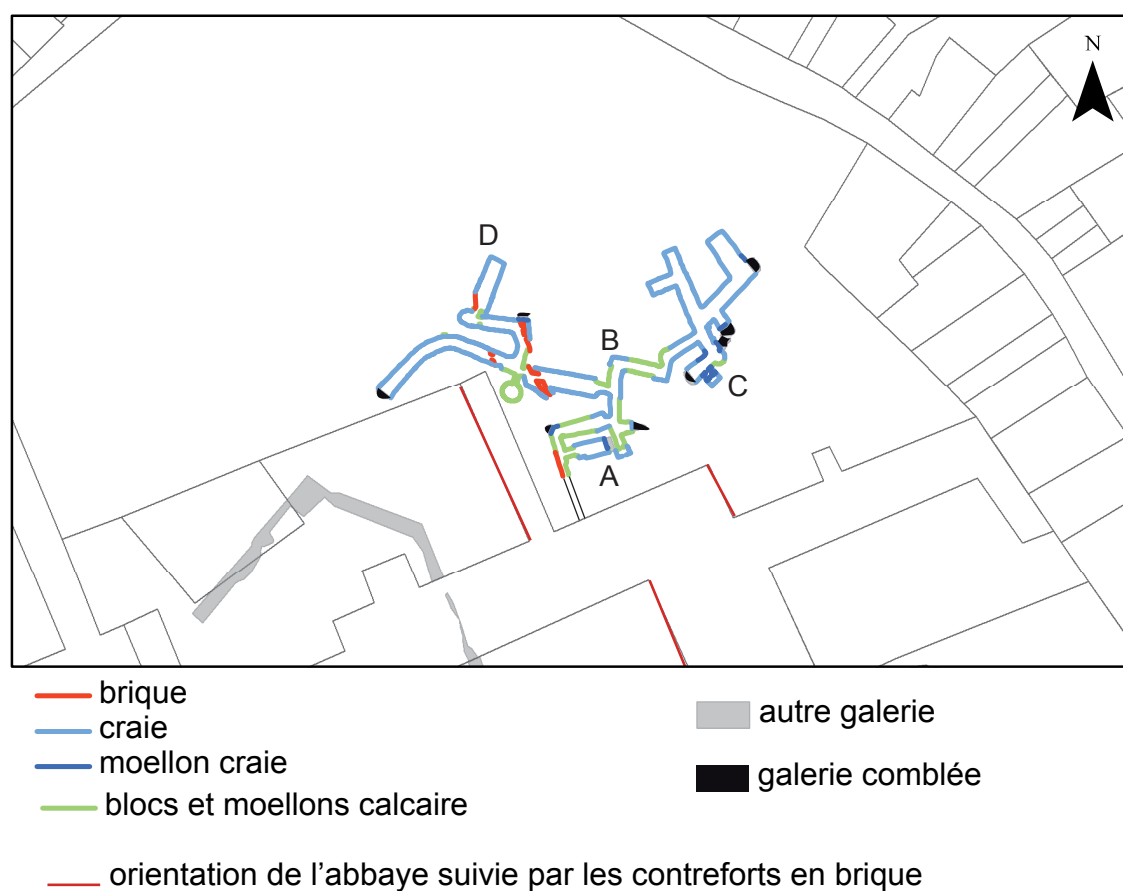 N
D
B
C
A
brique
craie
moellon craie
blocs et moellons calcaire
autre galerie
galerie comblée
orientation de l'abbaye suivie par les contreforts en brique